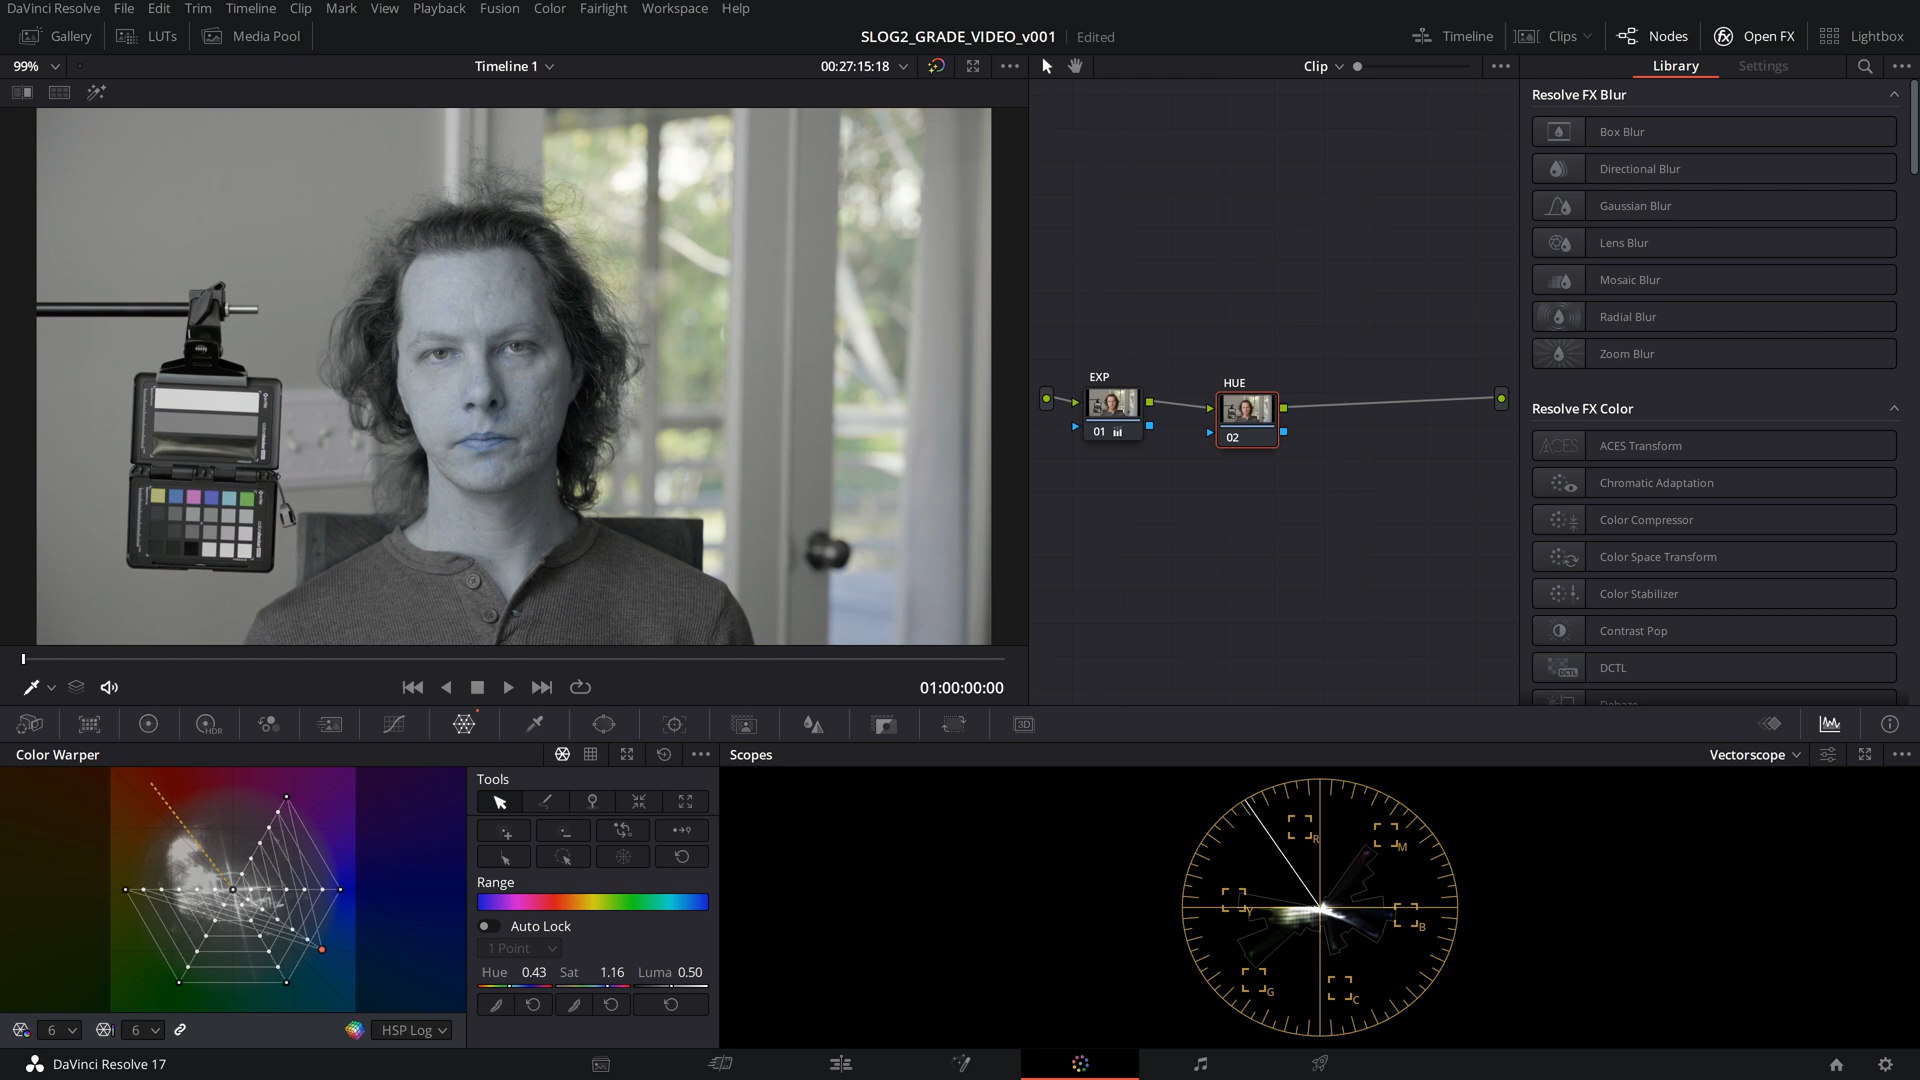 DaVinci Resolve File Edit Trim Timeline Clip Mark View Playback Fusion Color Fairlight Workspace Help
Gallery LUTs Media Pool SLOG2_GRADE_VIDEO_v001 Edited Timeline Clips Nodes Open FX Lightbox
99% Timeline 1 00:27:15:18 Clip Library Settings
Resolve FX Blur
Box Blur
Directional Blur
Gaussian Blur
Lens Blur
Mosaic Blur
Radial Blur
Zoom Blur
EXP HUE
01 02
Resolve FX Color
ACES ACES Transform
Chromatic Adaptation
Color Compressor
Color Space Transform
Color Stabilizer
Contrast Pop
DCTL DCTL
01:00:00:00
HDR 3D
Color Warper Scopes Vectorscope
Tools
Range
Auto Lock
1 Point
Hue 0.43 Sat 1.16 Luma 0.50
R
M
Y
B
G
C
6 6 HSP Log
DaVinci Resolve 17